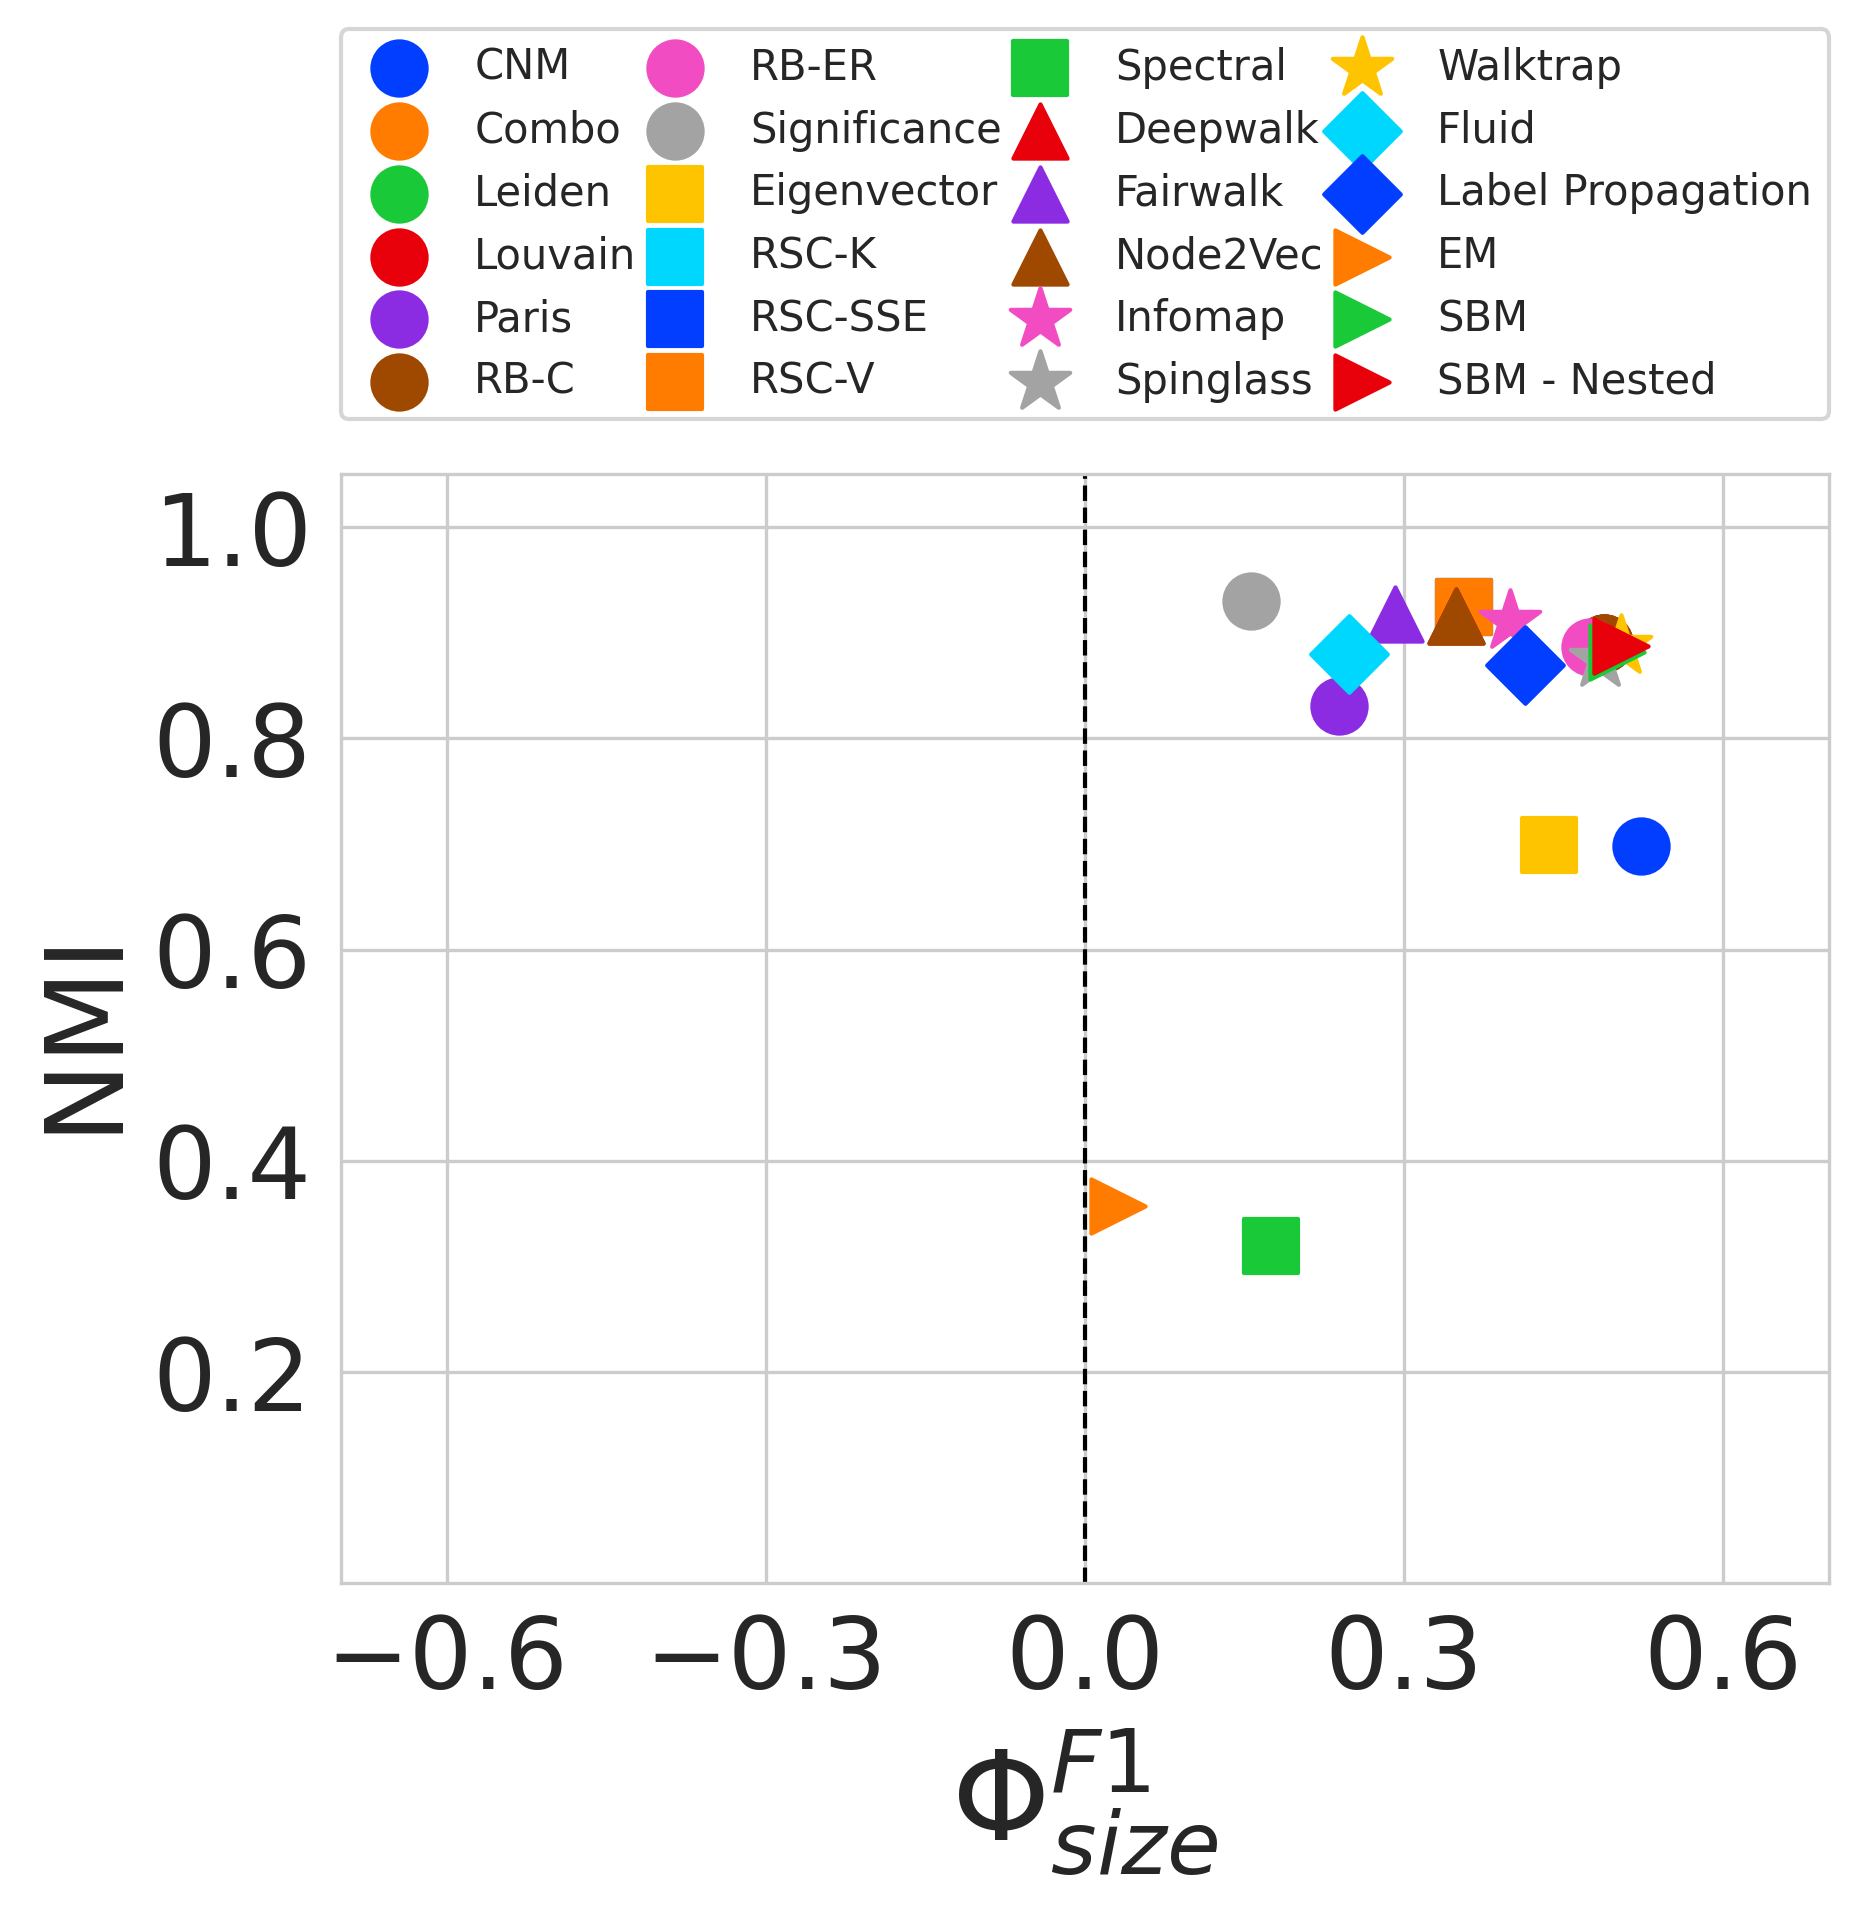 CNM RB-ER Spectral Walktrap
Combo Significance Deepwalk Fluid
Leiden Eigenvector Fairwalk Label Propagation
Louvain RSC-K Node2Vec EM
Paris RSC-SSE Infomap SBM
RB-C RSC-V Spinglass SBM - Nested
1.0
0.8
0.6
0.4
0.2
NMI
−0.6 −0.3 0.0 0.3 0.6
Φ^{F1}_{size}